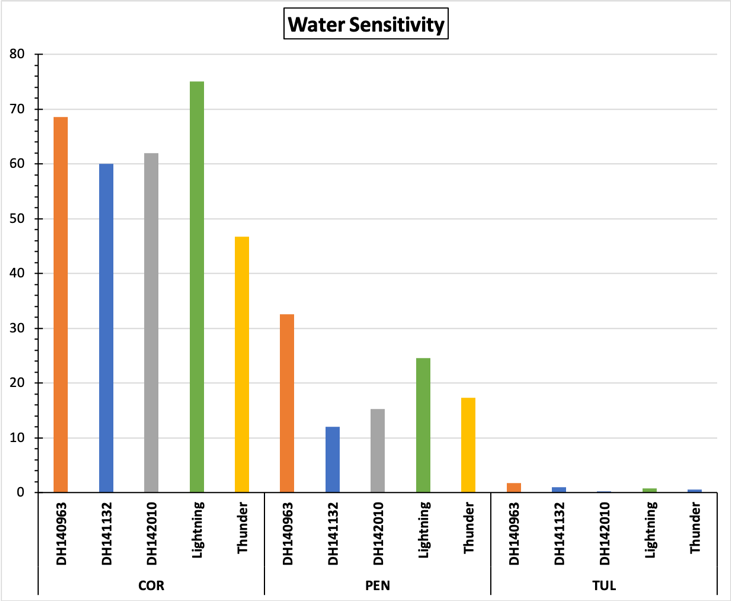 Water Sensitivity
80
70
60
50
40
30
20
10
0
DH140963
DH141132
DH142010
Lightning
Thunder
DH140963
DH141132
DH142010
Lightning
Thunder
DH140963
DH141132
DH142010
Lightning
Thunder
COR
PEN
TUL